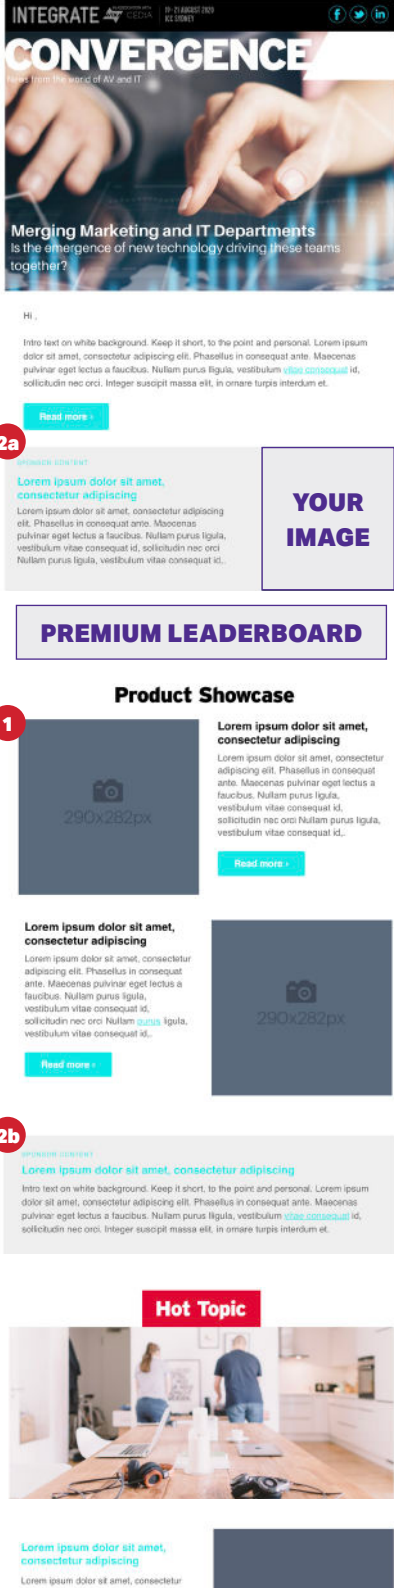 INTEGRATE
CEDIA
19-21 AUGUST 2020
ICC SYDNEY
CONVERGENCE
News from the world of AV and IT
Merging Marketing and IT Departments
Is the emergence of new technology driving these teams
together?
Hi ,
Intro text on white background. Keep it short, to the point and personal. Lorem ipsum
dolor sit amet, consectetur adipiscing elit. Phasellus in consequat ante. Maecenas
pulvinar eget lectus a faucibus. Nullam purus ligula, vestibulum vitae consequat id,
sollicitudin nec orci. Integer suscipit massa elit, in ornare turpis interdum et.
Read more ›
2a
SPONSOR CONTENT
Lorem ipsum dolor sit amet,
consectetur adipiscing
Lorem ipsum dolor sit amet, consectetur adipiscing
elit. Phasellus in consequat ante. Maecenas
pulvinar eget lectus a faucibus. Nullam purus ligula,
vestibulum vitae consequat id, sollicitudin nec orci
Nullam purus ligula, vestibulum vitae consequat id,.
YOUR
IMAGE
PREMIUM LEADERBOARD
Product Showcase
1
290x282px
Lorem ipsum dolor sit amet,
consectetur adipiscing
Lorem ipsum dolor sit amet, consectetur
adipiscing elit. Phasellus in consequat
ante. Maecenas pulvinar eget lectus a
faucibus. Nullam purus ligula,
vestibulum vitae consequat id,
sollicitudin nec orci Nullam purus ligula,
vestibulum vitae consequat id,.
Read more ›
Lorem ipsum dolor sit amet,
consectetur adipiscing
Lorem ipsum dolor sit amet, consectetur
adipiscing elit. Phasellus in consequat
ante. Maecenas pulvinar eget lectus a
faucibus. Nullam purus ligula,
vestibulum vitae consequat id,
sollicitudin nec orci Nullam purus ligula,
vestibulum vitae consequat id,.
Read more ›
290x282px
2b
SPONSOR CONTENT
Lorem ipsum dolor sit amet, consectetur adipiscing
Intro text on white background. Keep it short, to the point and personal. Lorem ipsum
dolor sit amet, consectetur adipiscing elit. Phasellus in consequat ante. Maecenas
pulvinar eget lectus a faucibus. Nullam purus ligula, vestibulum vitae consequat id,
sollicitudin nec orci. Integer suscipit massa elit, in ornare turpis interdum et.
Hot Topic
Lorem ipsum dolor sit amet,
consectetur adipiscing
Lorem ipsum dolor sit amet, consectetur